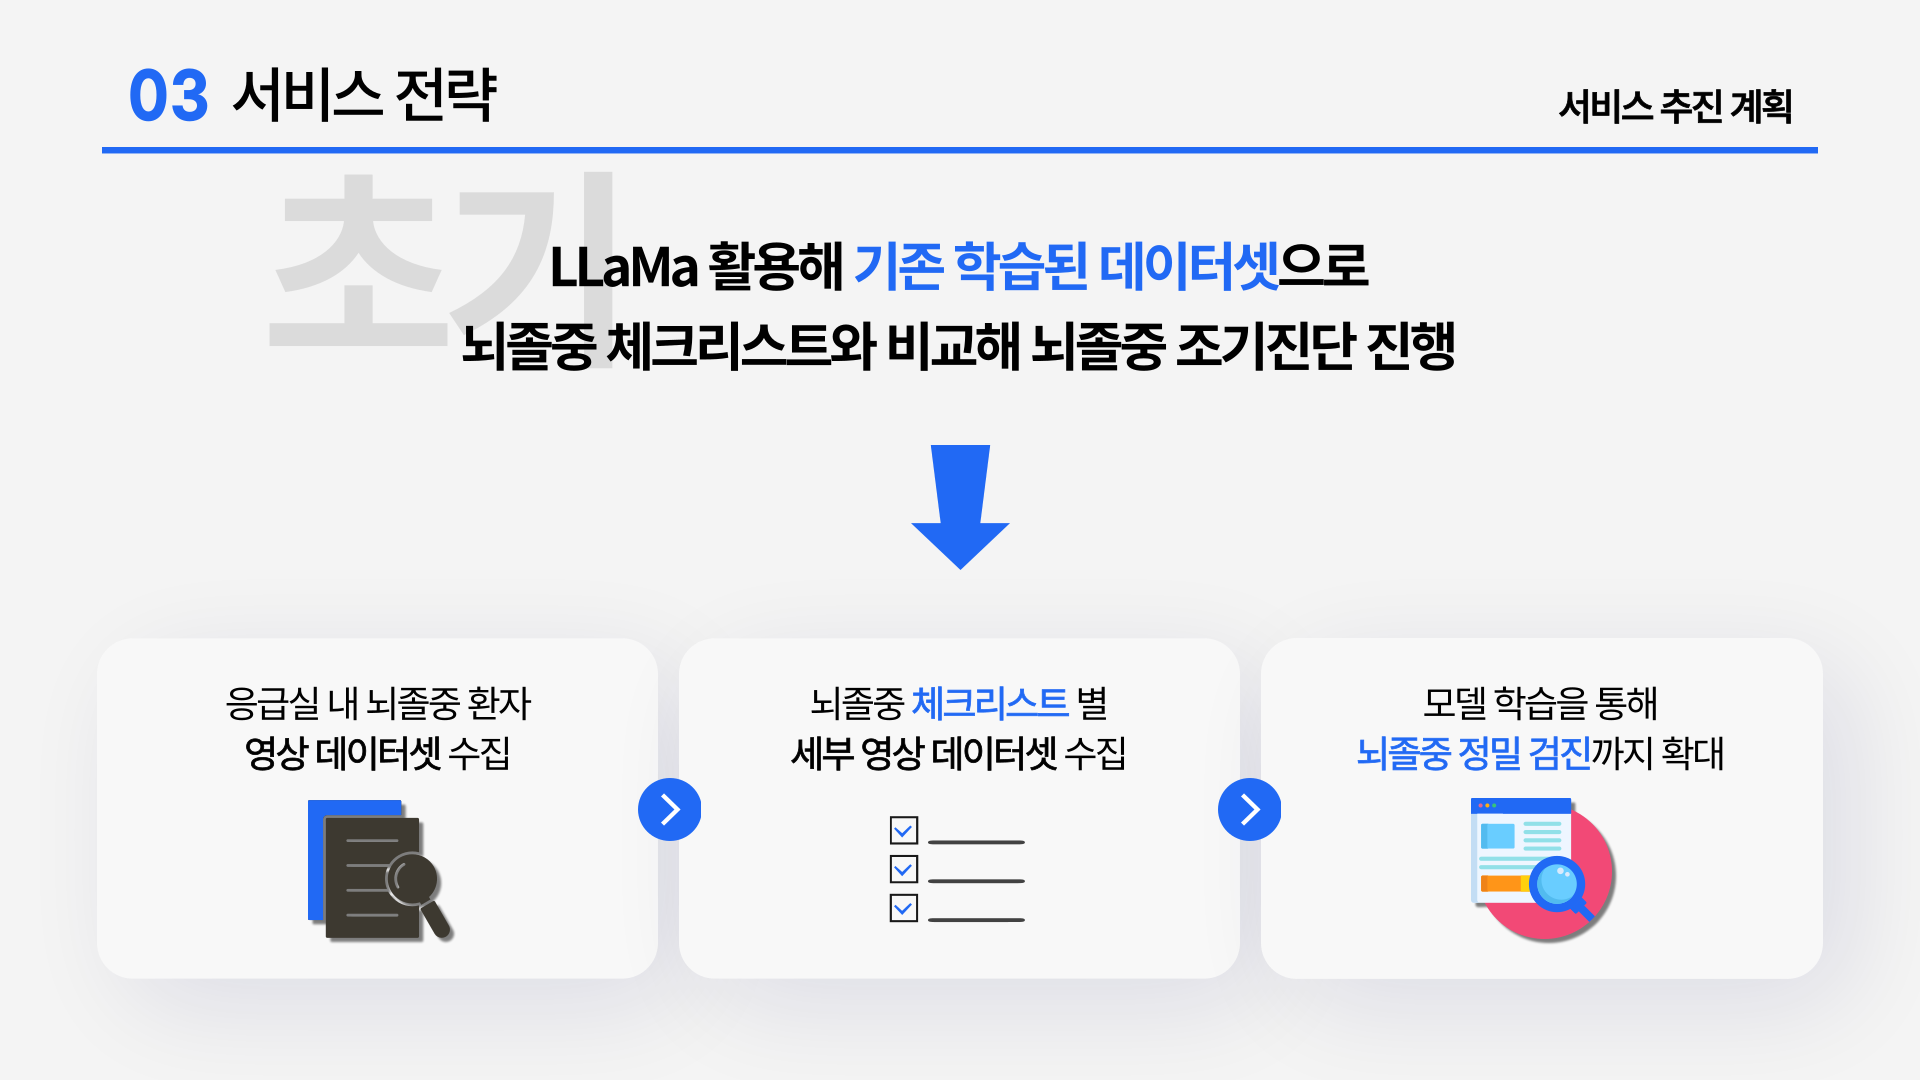 03 서비스 전략
서비스 추진 계획
초기
LLaMa 활용해 기존 학습된 데이터셋으로
뇌졸중 체크리스트와 비교해 뇌졸중 조기진단 진행
응급실 내 뇌졸중 환자
영상 데이터셋 수집
뇌졸중 체크리스트 별
세부 영상 데이터셋 수집
모델 학습을 통해
뇌졸중 정밀 검진까지 확대